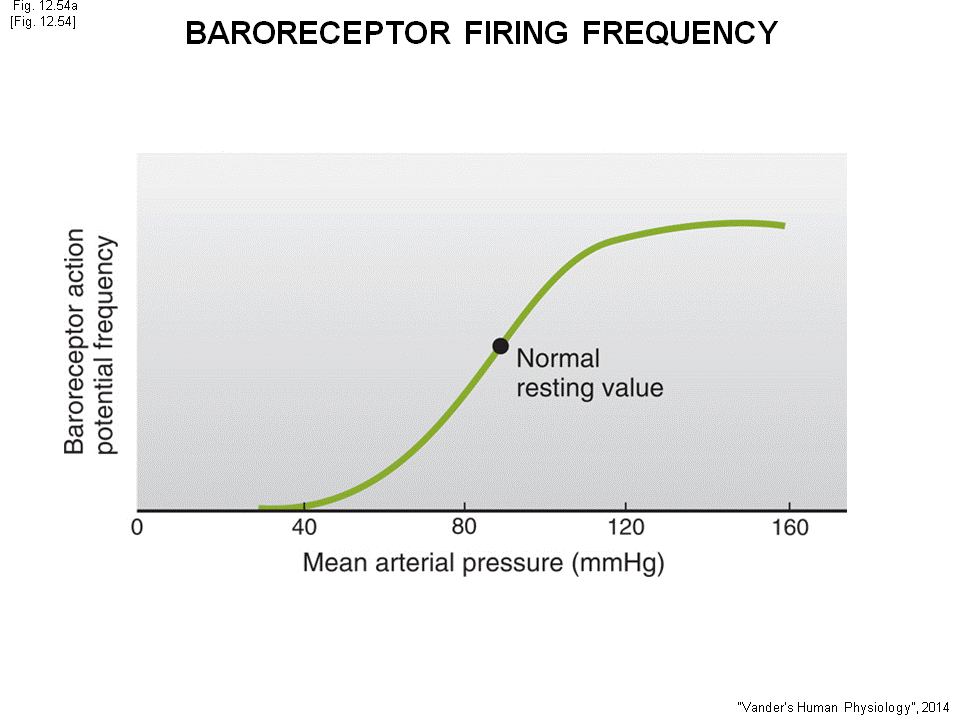 Fig. 12.54a
[Fig. 12.54]
BARORECEPTOR FIRING FREQUENCY
Baroreceptor action
potential frequency
Normal
resting value
0 40 80 120 160
Mean arterial pressure (mmHg)
"Vander's Human Physiology", 2014